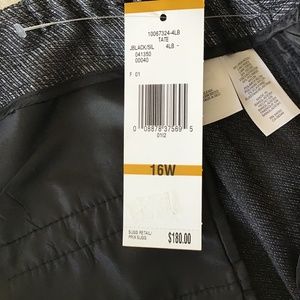 10067324-4LB
TATE
JBLACK/SIL 4LB -
041350
00040
F 01
0 08878 37569 5
0112
16W
SUGG RETAIL/
PRIX SUGG
$180.00